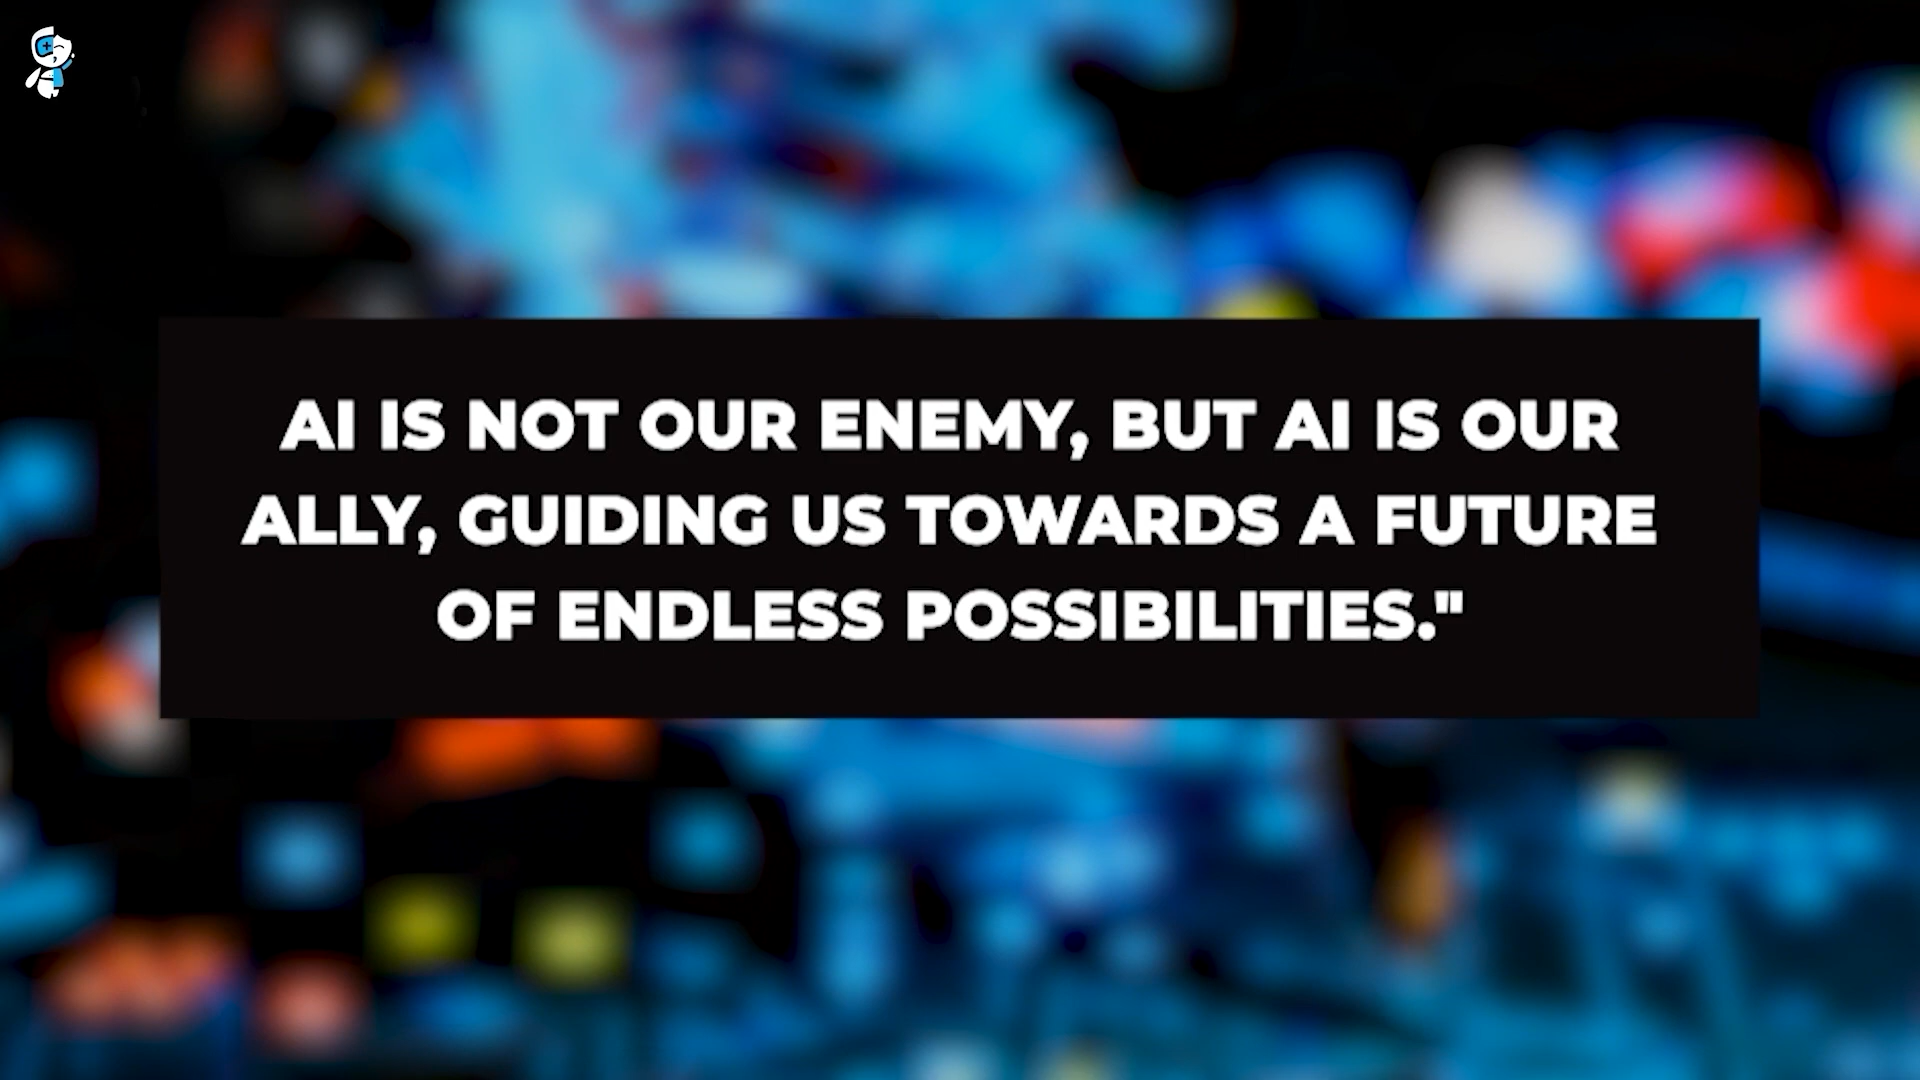 AI IS NOT OUR ENEMY, BUT AI IS OUR
ALLY, GUIDING US TOWARDS A FUTURE
OF ENDLESS POSSIBILITIES."